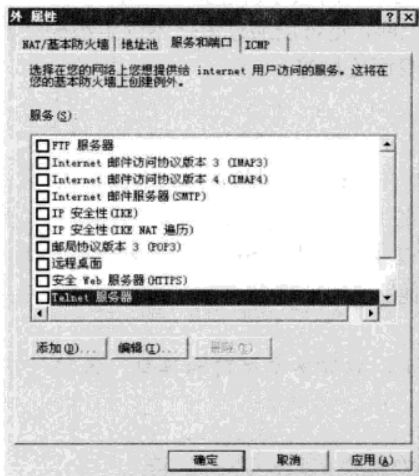 外 属性
NAT/基本防火墙 地址池 服务和端口 ICMP
选择在您的网络上您想提供给 internet 用户访问的服务。这将在
您的基本防火墙上创建例外。
服务(S)
FTP 服务器
Internet 邮件访问协议版本 3 (IMAP3)
Internet 邮件访问协议版本 4 (IMAP4)
Internet 邮件服务器(SMTP)
IP 安全性(IKE)
IP 安全性(IKE NAT 遍历)
邮局协议版本 3 (POP3)
远程桌面
安全 Web 服务器(HTTPS)
Telnet 服务器
添加(D)... 编辑(I)... 删除(E)
确定 取消 应用(A)